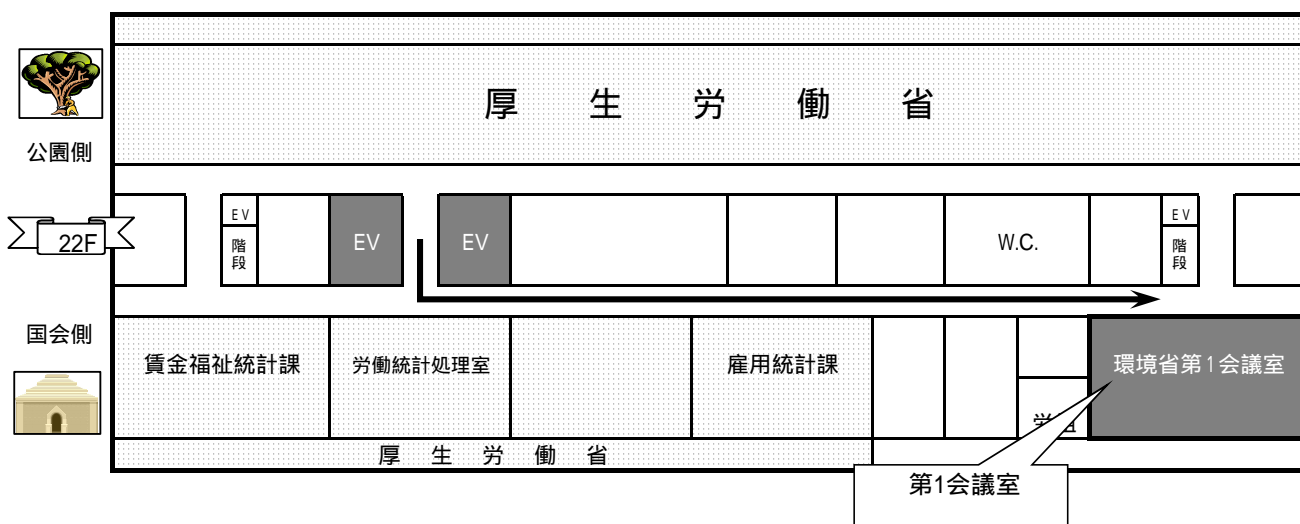 厚生労働省
公園側
22F
EV
階段
EV
EV
W.C.
EV
階段
国会側
賃金福祉統計課
労働統計処理室
雇用統計課
環境省第1会議室
厚生労働省
第1会議室